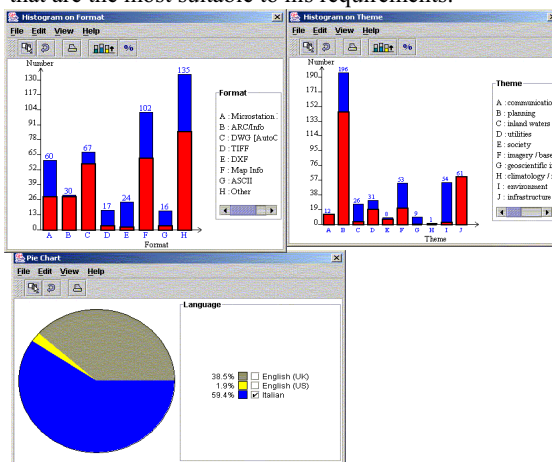 that are the most suitable to his requirements.
Histogram on Format
File Edit View Help
Number
130
117
104
91
78
65
52
39
26
13
60
30
67
17
24
102
16
135
A B C D E F G H
Format
Format
A : Microstation
B : ARC/Info
C : DWG [AutoC
D : TIFF
E : DXF
F : Map Info
G : ASCII
H : Other
Histogram on Theme
File Edit View Help
Number
190
171
152
133
114
95
76
57
38
19
12
196
26
31
8
53
9
1
54
61
A B C D E F G H I J
Theme
Theme
A : communicatio
B : planning
C : inland waters
D : utilities
E : society
F : imagery / base
G : geoscientific i
H : climatology /
I : environment
J : infrastructure
Pie Chart
File Edit View Help
Language
38.5% English (UK)
1.9% English (US)
59.4% Italian